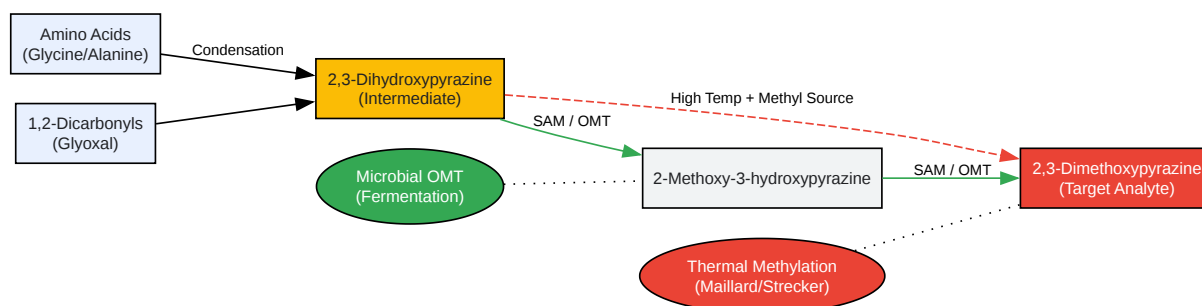 Amino Acids
(Glycine/Alanine)
Condensation
1,2-Dicarbonyls
(Glyoxal)
2,3-Dihydroxypyrazine
(Intermediate)
High Temp + Methyl Source
SAM / OMT
Microbial OMT
(Fermentation)
2-Methoxy-3-hydroxypyrazine
SAM / OMT
2,3-Dimethoxypyrazine
(Target Analyte)
Thermal Methylation
(Maillard/Strecker)